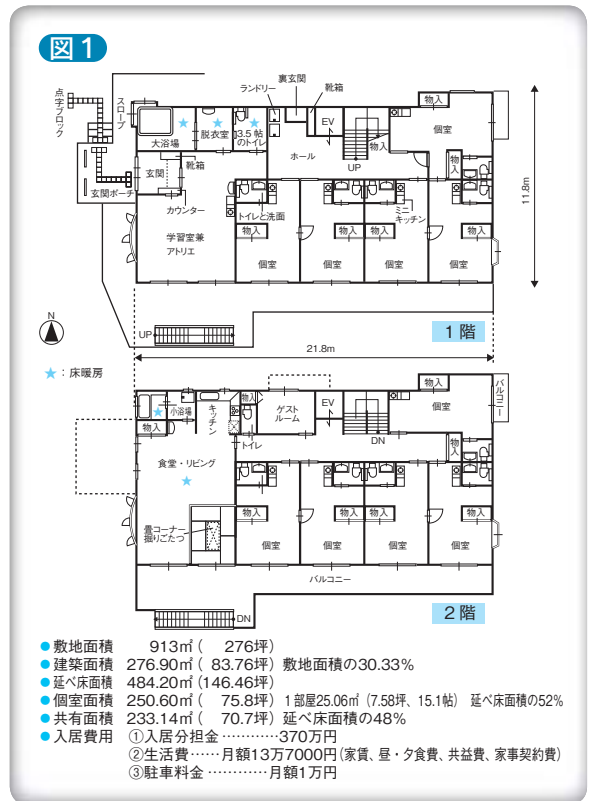 図1
点字ブロック
スロープ
大浴場
脱衣室
3.5帖
のトイレ
ランドリー
裏玄関
靴箱
EV
UP
物入
物入
個室
物入
玄関
靴箱
ホール
玄関ポーチ
カウンター
トイレと洗面
ミニ
キッチン
学習室兼
アトリエ
物入
物入
物入
物入
個室
個室
個室
個室
11.8m
N
UP
1階
21.8m
★：床暖房
小浴場
キッチン
物入
ゲスト
ルーム
EV
物入
個室
バルコニー
物入
トイレ
DN
物入
食堂・リビング
畳コーナー
掘りごたつ
物入
物入
物入
物入
個室
個室
個室
個室
バルコニー
DN
2階
●敷地面積 913㎡（ 276坪）
●建築面積 276.90㎡（ 83.76坪）敷地面積の30.33%
●延べ床面積 484.20㎡（146.46坪）
●個室面積 250.60㎡（ 75.8坪）1部屋25.06㎡（7.58坪、15.1帖） 延べ床面積の52%
●共有面積 233.14㎡（ 70.7坪）延べ床面積の48%
●入居費用 ①入居分担金…………370万円
②生活費……月額13万7000円（家賃、昼・夕食費、共益費、家事契約費）
③駐車料金…………月額1万円